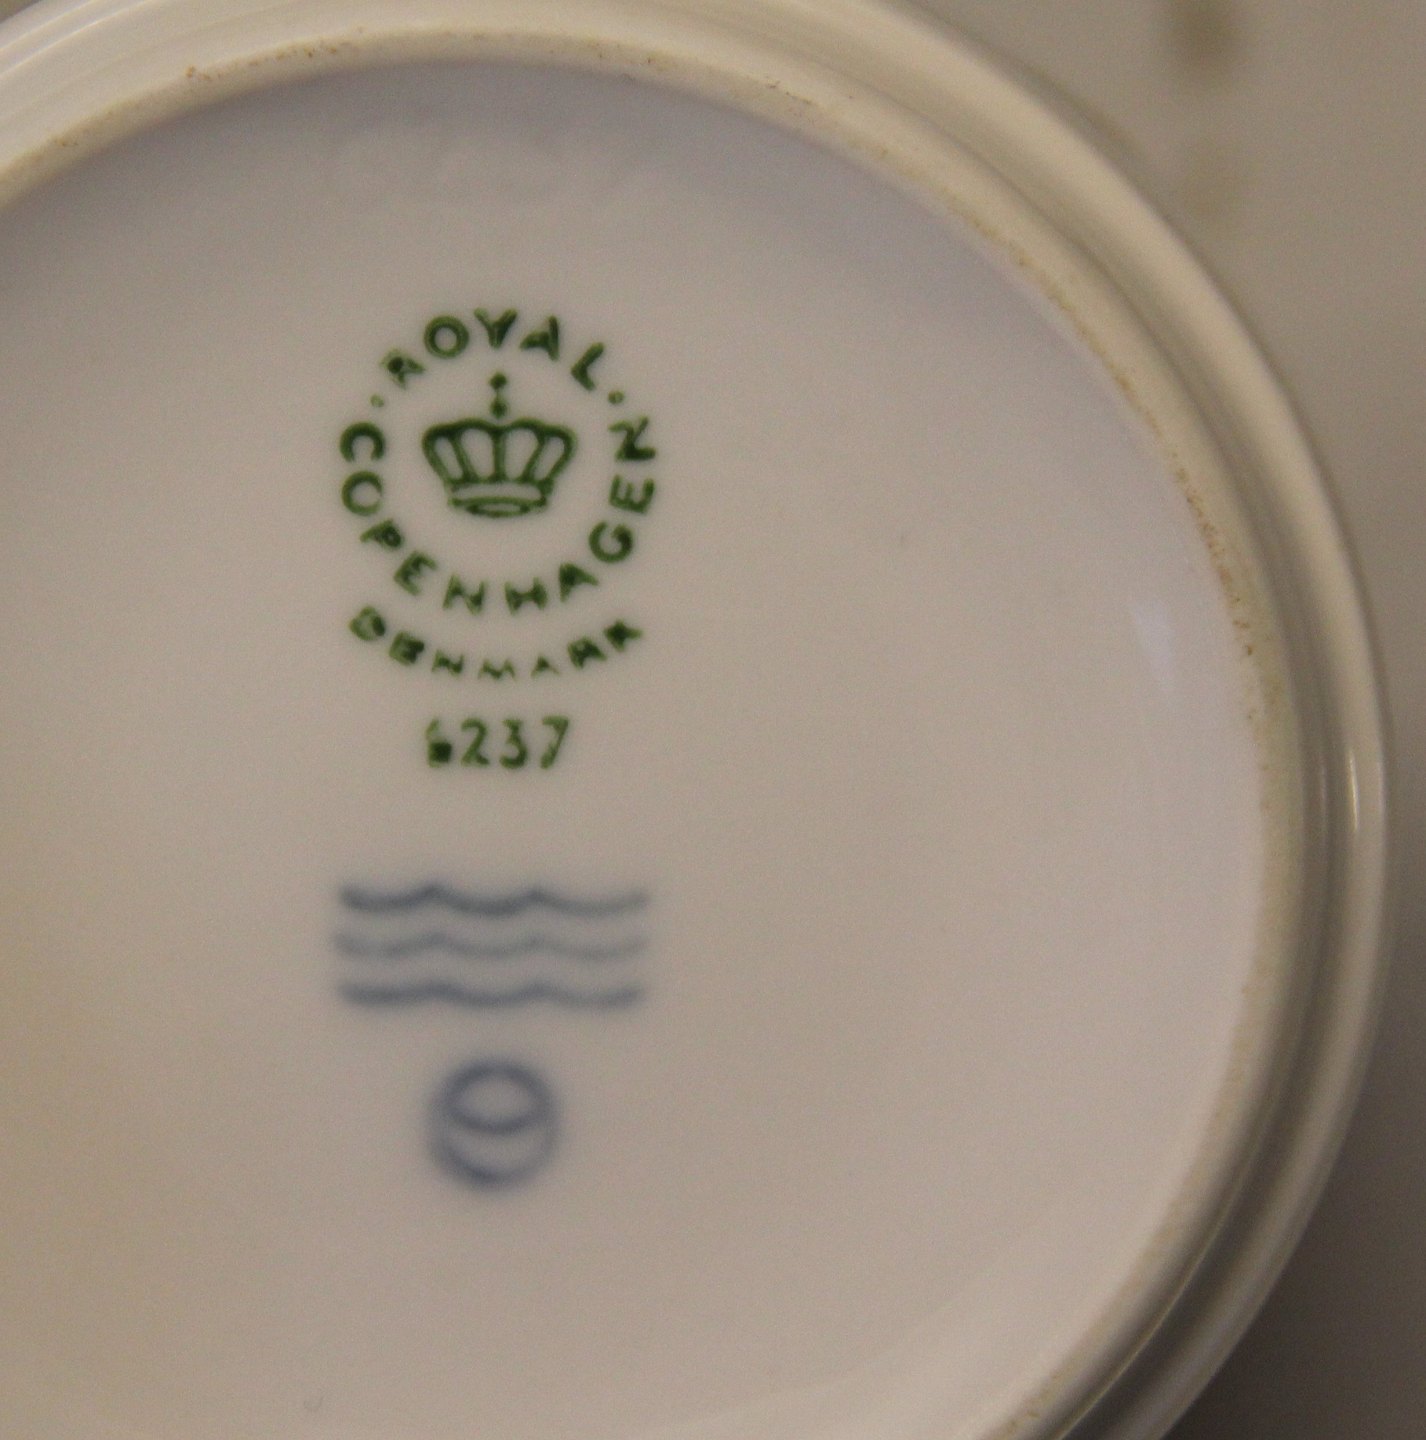 ROYAL
COPENHAGEN
DENMARK
6237